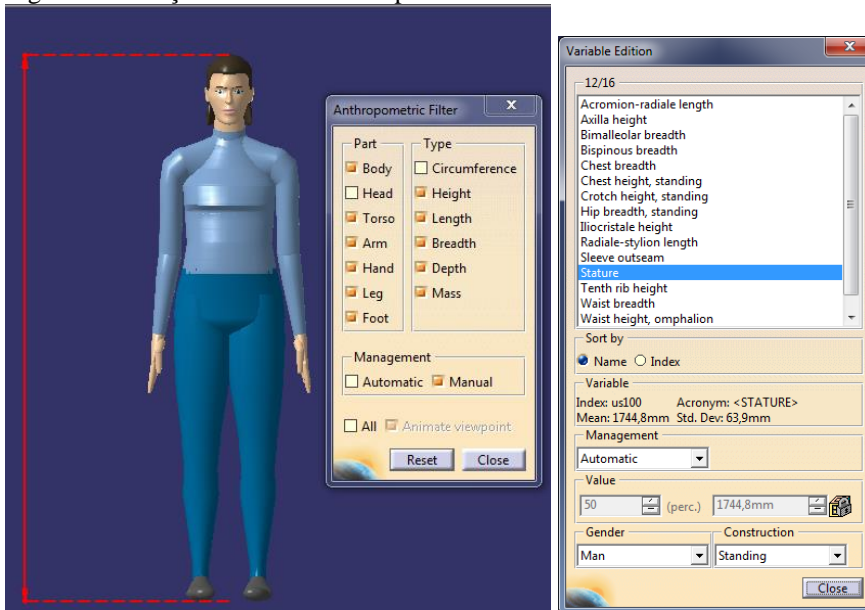 Variable Edition
12/16
Acromion-radiale length
Axilla height
Bimalleolar breadth
Bispinous breadth
Chest breadth
Chest height, standing
Crotch height, standing
Hip breadth, standing
Iliocristale height
Radiale-stylion length
Sleeve outseam
Stature
Tenth rib height
Waist breadth
Waist height, omphalion
Sort by
Name Index
Variable
Index: us100 Acronym: <STATURE>
Mean: 1744,8mm Std. Dev: 63,9mm
Management
Automatic
Value
50 (perc.) 1744,8mm
Gender Construction
Man Standing
Close
Anthropometric Filter
Part Type
Body Circumference
Head Height
Torso Length
Arm Breadth
Hand Depth
Leg Mass
Foot
Management
Automatic Manual
All Animate viewpoint
Reset Close